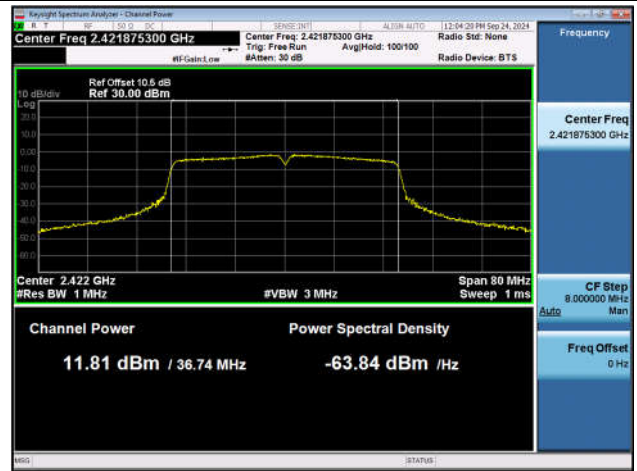 Keysight Spectrum Analyzer - Channel Power
R T RF 50 Ω DC SENSE:INT ALIGN AUTO 12:04:20 PM Sep 24, 2024
Center Freq 2.421875300 GHz
Center Freq: 2.421875300 GHz
Radio Std: None
Trig: Free Run Avg|Hold: 100/100
#IFGain:Low
#Atten: 30 dB
Radio Device: BTS
Ref Offset 10.5 dB
10 dB/div Ref 30.00 dBm
Log
20.0
10.0
0.00
-10.0
-20.0
-30.0
-40.0
-50.0
-60.0
Center 2.422 GHz Span 80 MHz
#Res BW 1 MHz #VBW 3 MHz Sweep 1 ms
Channel Power Power Spectral Density
11.81 dBm / 36.74 MHz -63.84 dBm /Hz
MSG STATUS
Frequency
Center Freq
2.421875300 GHz
CF Step
8.000000 MHz
Auto Man
Freq Offset
0 Hz